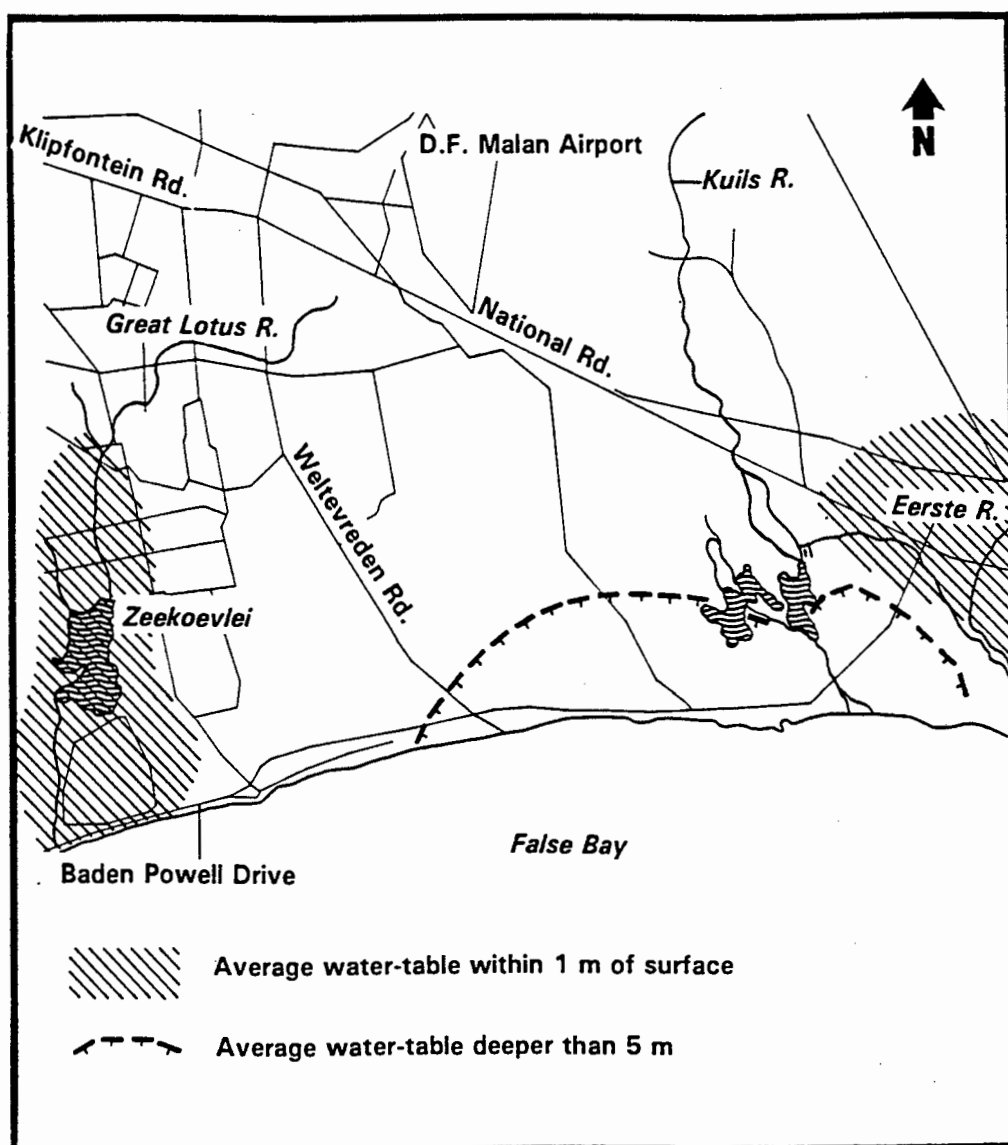 N
D.F. Malan Airport
Klipfontein Rd.
Kuils R.
Great Lotus R.
National Rd.
Weltevreden Rd.
Eerste R.
Zeekoevlei
False Bay
Baden Powell Drive
Average water-table within 1 m of surface
Average water-table deeper than 5 m